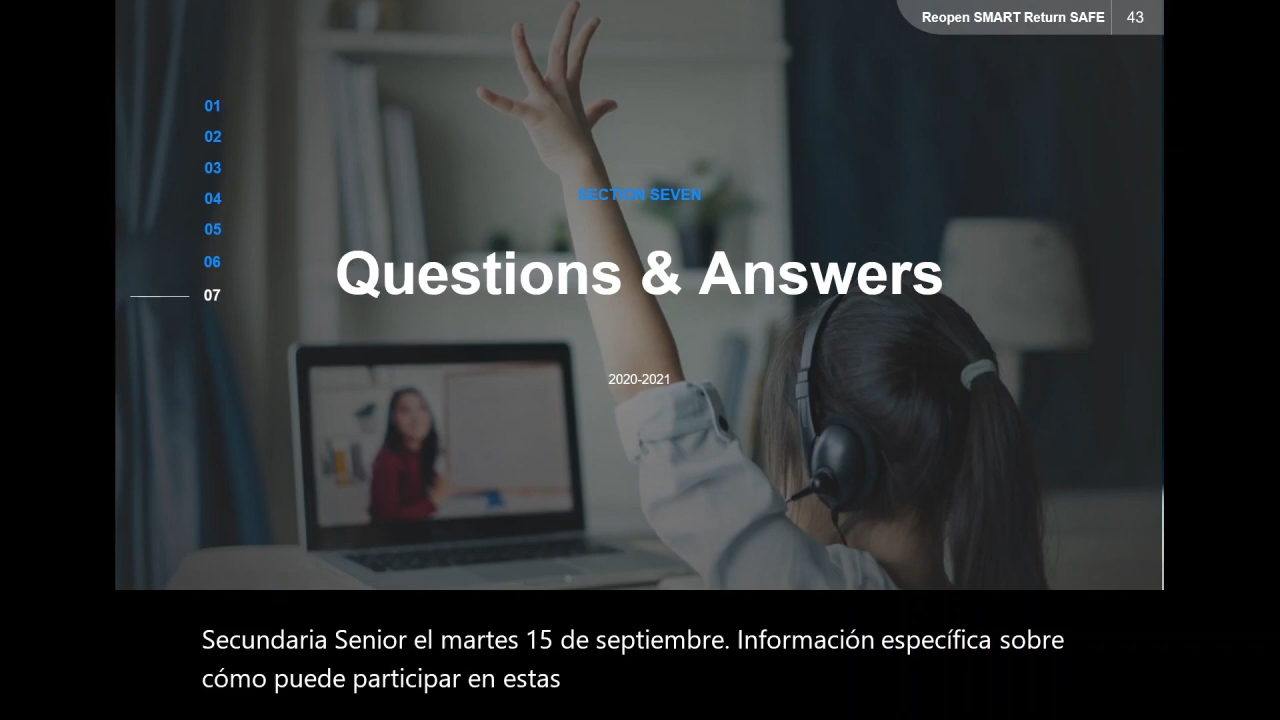 Reopen SMART Return SAFE 43
01
02
03
04
05
06
07
SECTION SEVEN
Questions & Answers
2020-2021
Secundaria Senior el martes 15 de septiembre. Información específica sobre
cómo puede participar en estas